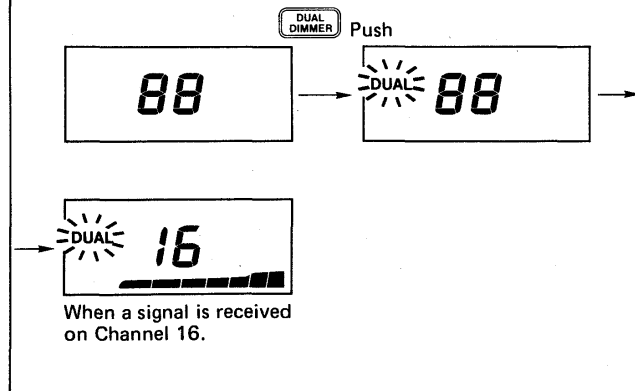 DUAL
DIMMER
Push
88
DUAL 88
DUAL 16
When a signal is received
on Channel 16.